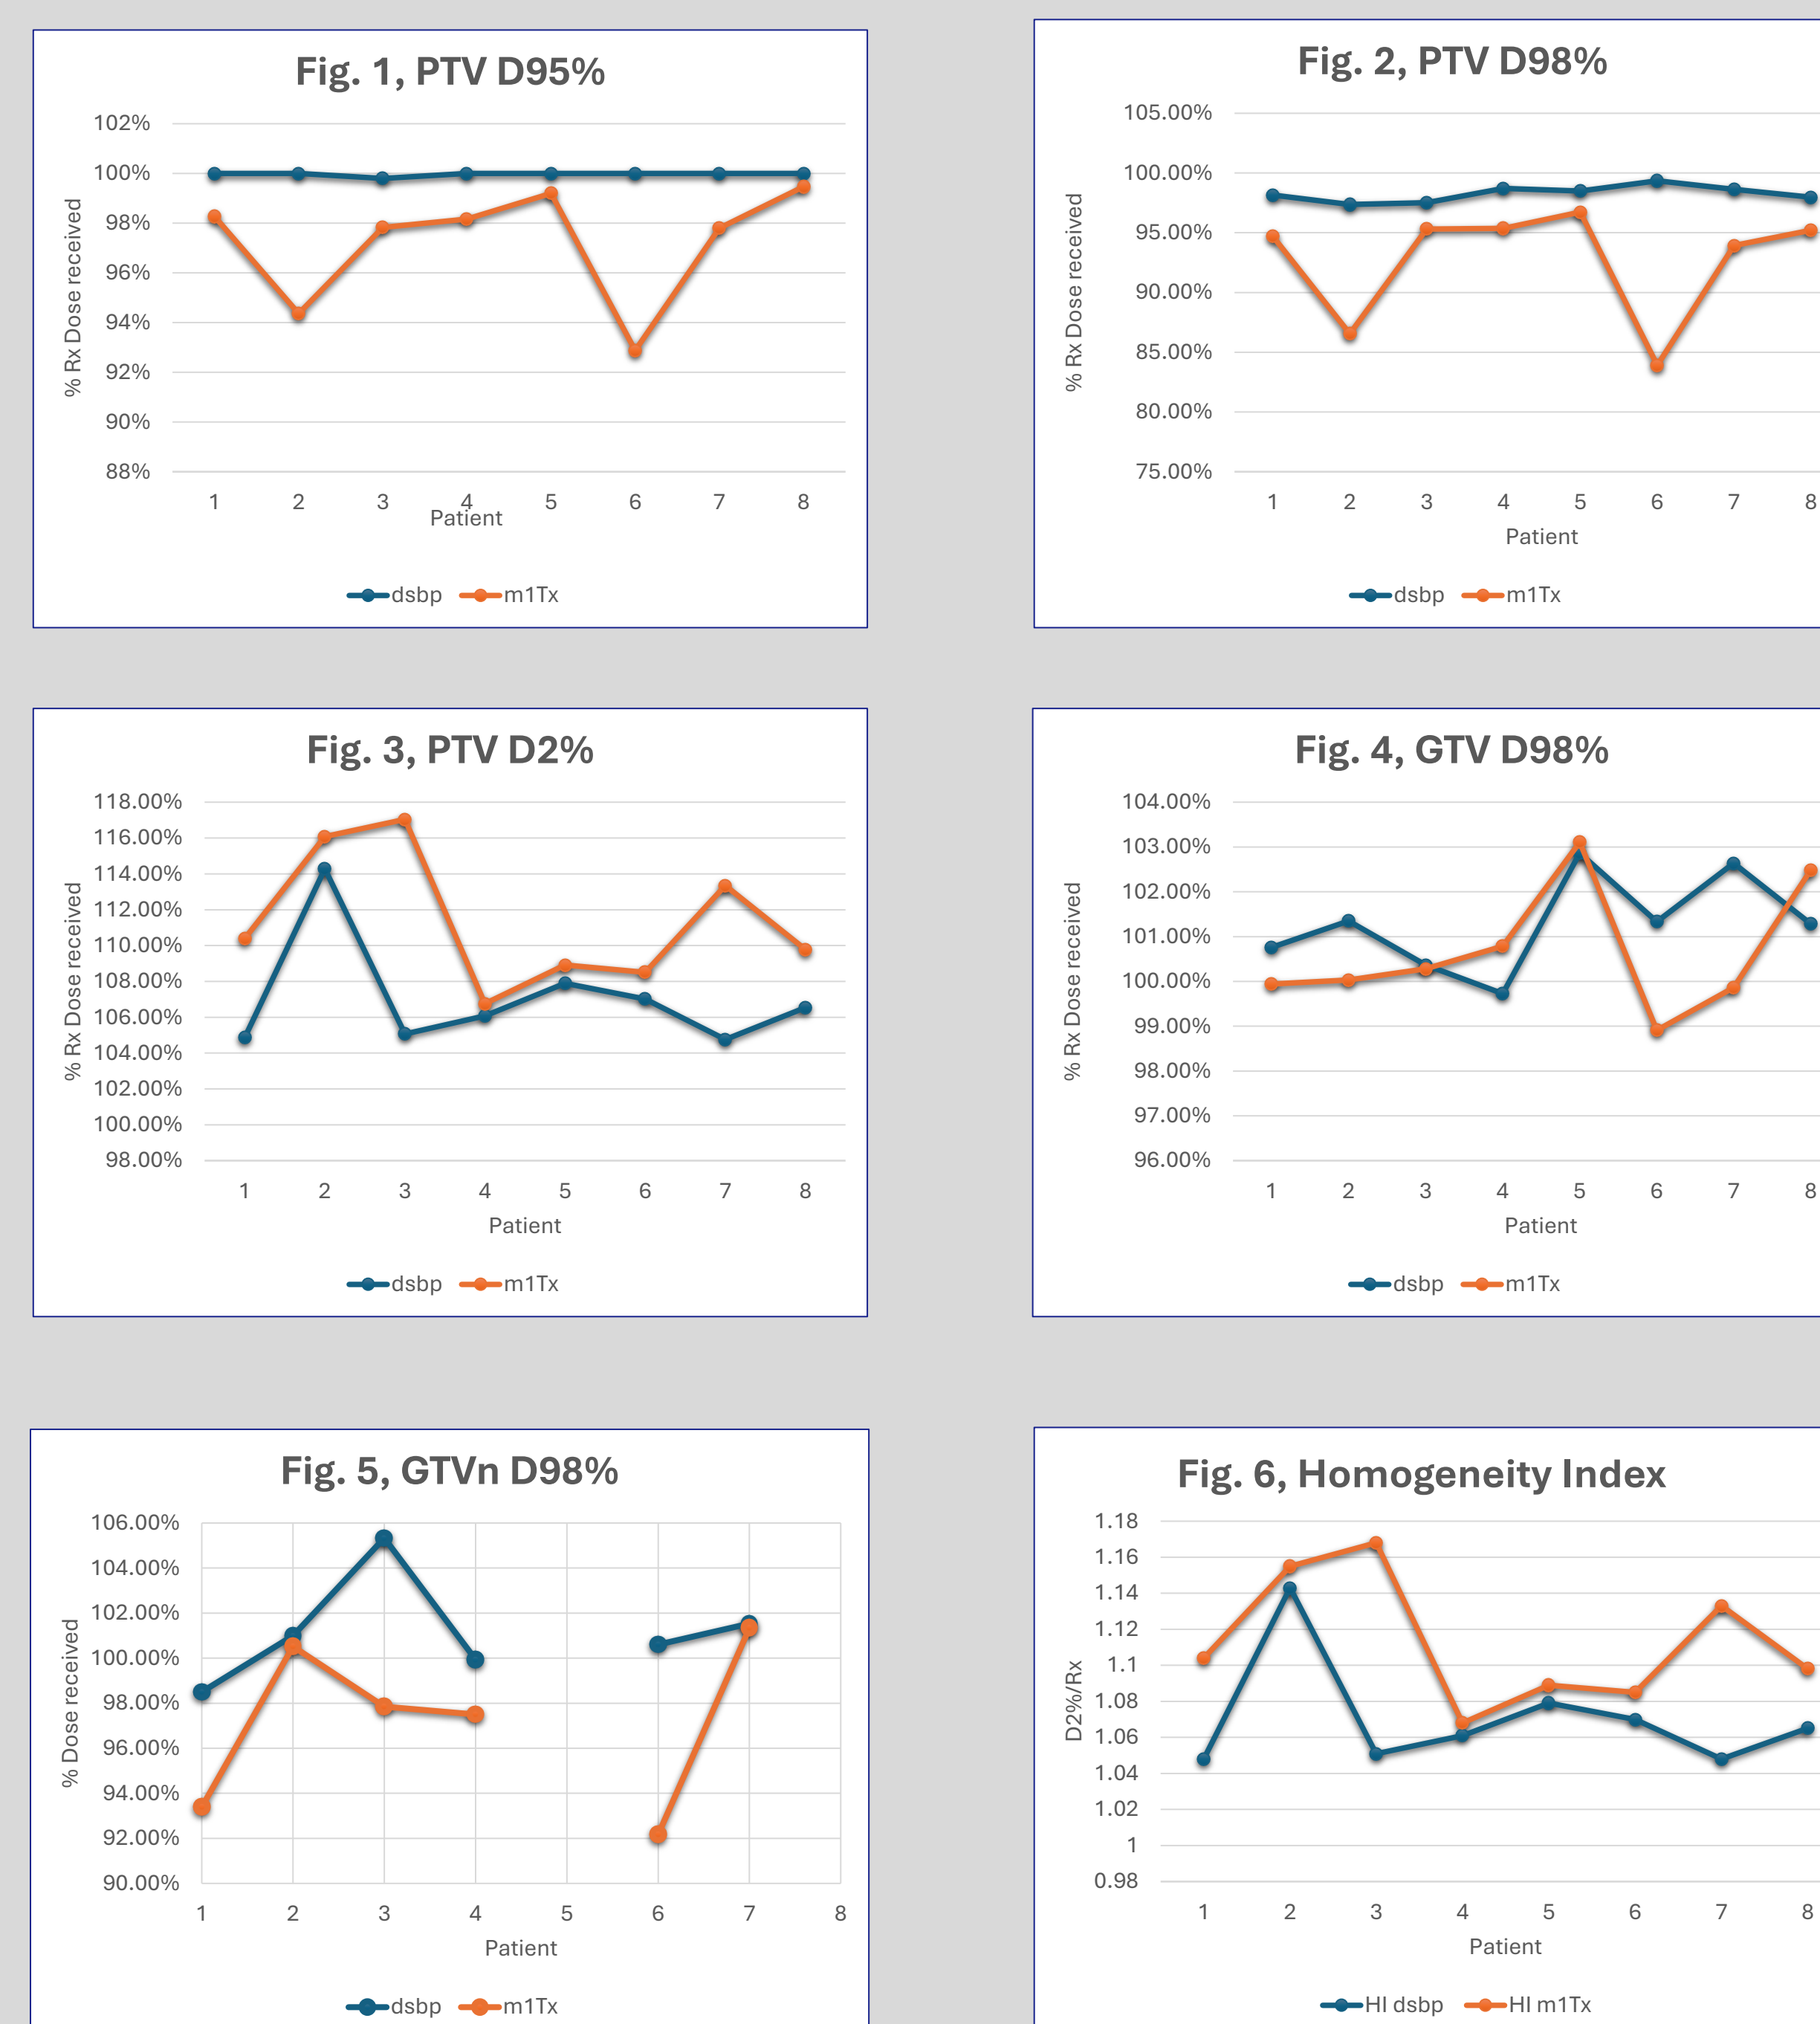 Fig. 1, PTV D95%
% Rx Dose received
102%
100%
98%
96%
94%
92%
90%
88%
1 2 3 4 5 6 7 8
Patient
dsbp m1Tx
Fig. 2, PTV D98%
% Rx Dose received
105.00%
100.00%
95.00%
90.00%
85.00%
80.00%
75.00%
1 2 3 4 5 6 7 8
Patient
dsbp m1Tx
Fig. 3, PTV D2%
% Rx Dose received
118.00%
116.00%
114.00%
112.00%
110.00%
108.00%
106.00%
104.00%
102.00%
100.00%
98.00%
1 2 3 4 5 6 7 8
Patient
dsbp m1Tx
Fig. 4, GTV D98%
% Rx Dose received
104.00%
103.00%
102.00%
101.00%
100.00%
99.00%
98.00%
97.00%
96.00%
1 2 3 4 5 6 7 8
Patient
dsbp m1Tx
Fig. 5, GTVn D98%
% Dose received
106.00%
104.00%
102.00%
100.00%
98.00%
96.00%
94.00%
92.00%
90.00%
1 2 3 4 5 6 7 8
Patient
dsbp m1Tx
Fig. 6, Homogeneity Index
D2%/Rx
1.18
1.16
1.14
1.12
1.1
1.08
1.06
1.04
1.02
1
0.98
1 2 3 4 5 6 7 8
Patient
HI dsbp HI m1Tx